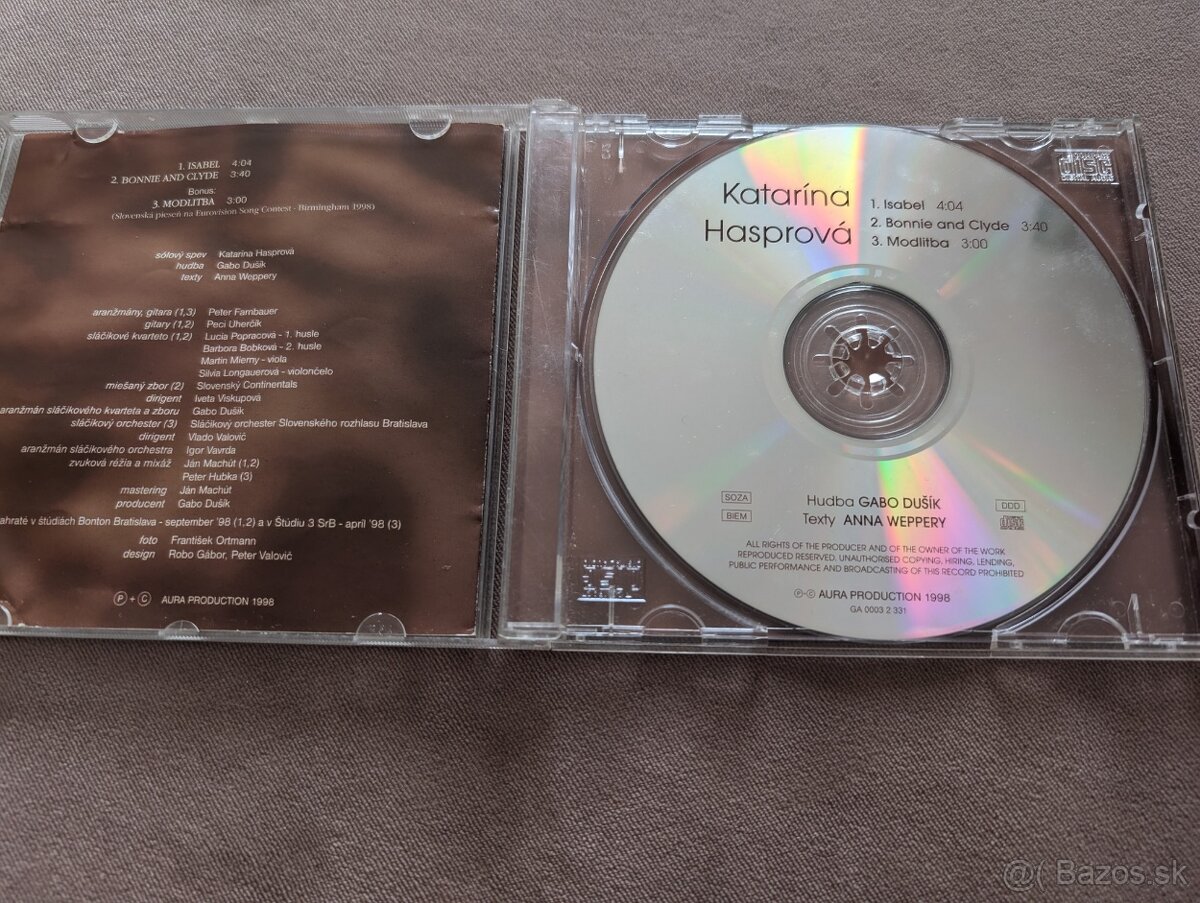 1. ISABEL 4:04
2. BONNIE AND CLYDE 3:40
Bonus:
3. MODLITBA 3:00
(Slovenská pieseň na Eurovision Song Contest - Birmingham 1998)
sólový spev Katarína Hasprová
hudba Gabo Dušík
texty Anna Weppery
aranžmány, gitara (1,3) Peter Farnbauer
gitary (1,2) Peci Uherčík
sláčikové kvarteto (1,2) Lucia Popracová - 1. husle
Barbora Bobková - 2. husle
Martin Mierny - viola
Silvia Longauerová - violončelo
miešaný zbor (2) Slovenský Continentals
dirigent Iveta Viskupová
aranžmán sláčikového kvarteta a zboru Gabo Dušík
sláčikový orchester (3) Sláčikový orchester Slovenského rozhlasu Bratislava
dirigent Vlado Valovič
aranžmán sláčikového orchestra Igor Vavrda
zvuková réžia a mixáž Ján Machút (1,2)
Peter Hubka (3)
mastering Ján Machút
producent Gabo Dušík
ahraté v štúdiách Bonton Bratislava - september '98 (1,2) a v Štúdiu 3 SrB - apríl '98 (3)
foto František Ortmann
design Robo Gábor, Peter Valovič
Ⓟ + Ⓒ AURA PRODUCTION 1998
Katarína
Hasprová
1. Isabel 4:04
2. Bonnie and Clyde 3:40
3. Modlitba 3:00
COMPACT
disc
DIGITAL AUDIO
SOZA
BIEM
Hudba GABO DUŠÍK
Texty ANNA WEPPERY
DDD
ALL RIGHTS OF THE PRODUCER AND OF THE OWNER OF THE WORK
REPRODUCED RESERVED. UNAUTHORISED COPYING, HIRING, LENDING,
PUBLIC PERFORMANCE AND BROADCASTING OF THIS RECORD PROHIBITED
Ⓟ-Ⓒ AURA PRODUCTION 1998
GA 0003 2 331
@( Bazos.sk